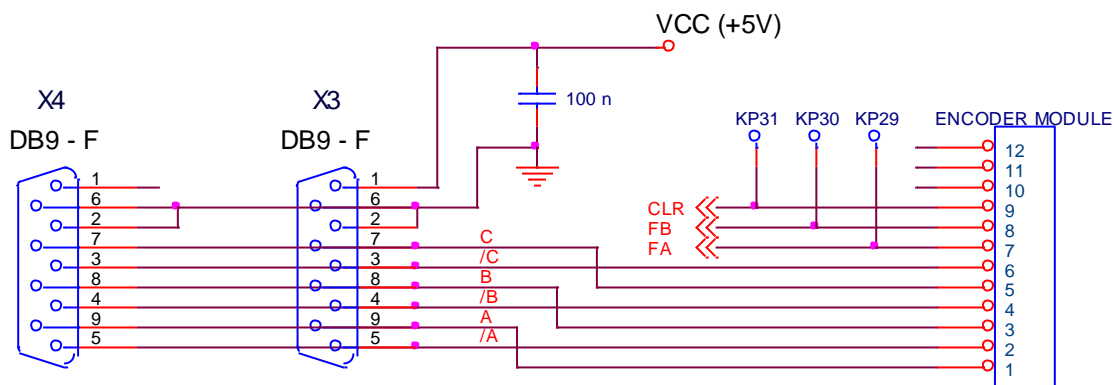 VCC (+5V)
X4
X3
100 n
DB9 - F
DB9 - F
KP31
KP30
KP29
ENCODER MODULE
1
6
2
7
3
8
4
9
5
1
6
2
7
3
8
4
9
5
C
/C
B
/B
A
/A
CLR
FB
FA
12
11
10
9
8
7
6
5
4
3
2
1